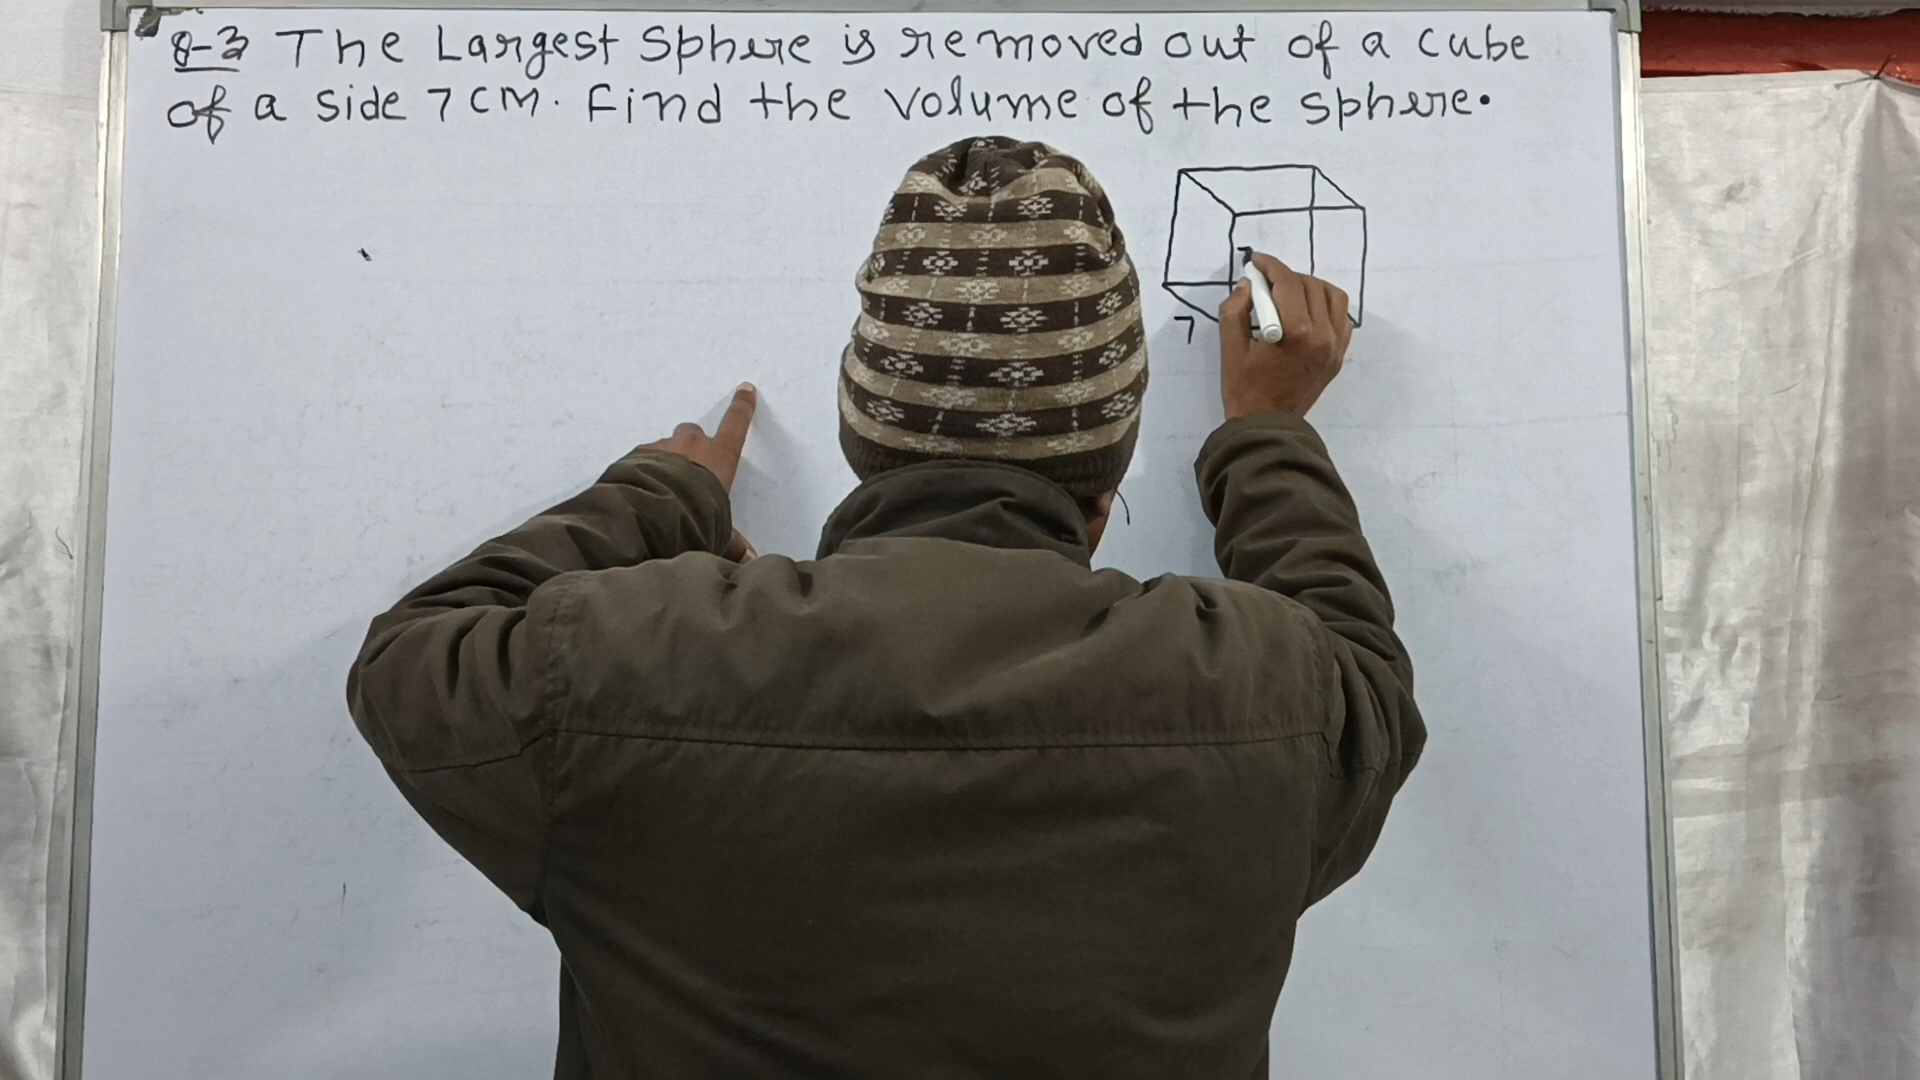 Q-3 The Largest Sphere is removed out of a cube
of a side 7 CM. Find the volume of the sphere.
7
7